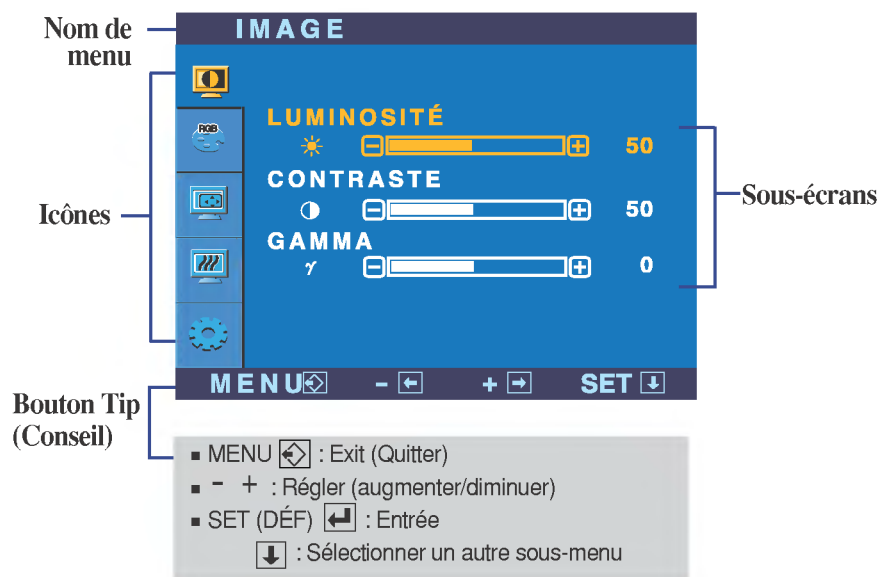 Nom de
menu
IMAGE
Icônes
RGB
LUMINOSITÉ
50
CONTRASTE
50
GAMMA
γ
0
Sous-écrans
MENU - + SET
Bouton Tip
(Conseil)
■ MENU : Exit (Quitter)
■ - + : Régler (augmenter/diminuer)
■ SET (DÉF) : Entrée
: Sélectionner un autre sous-menu